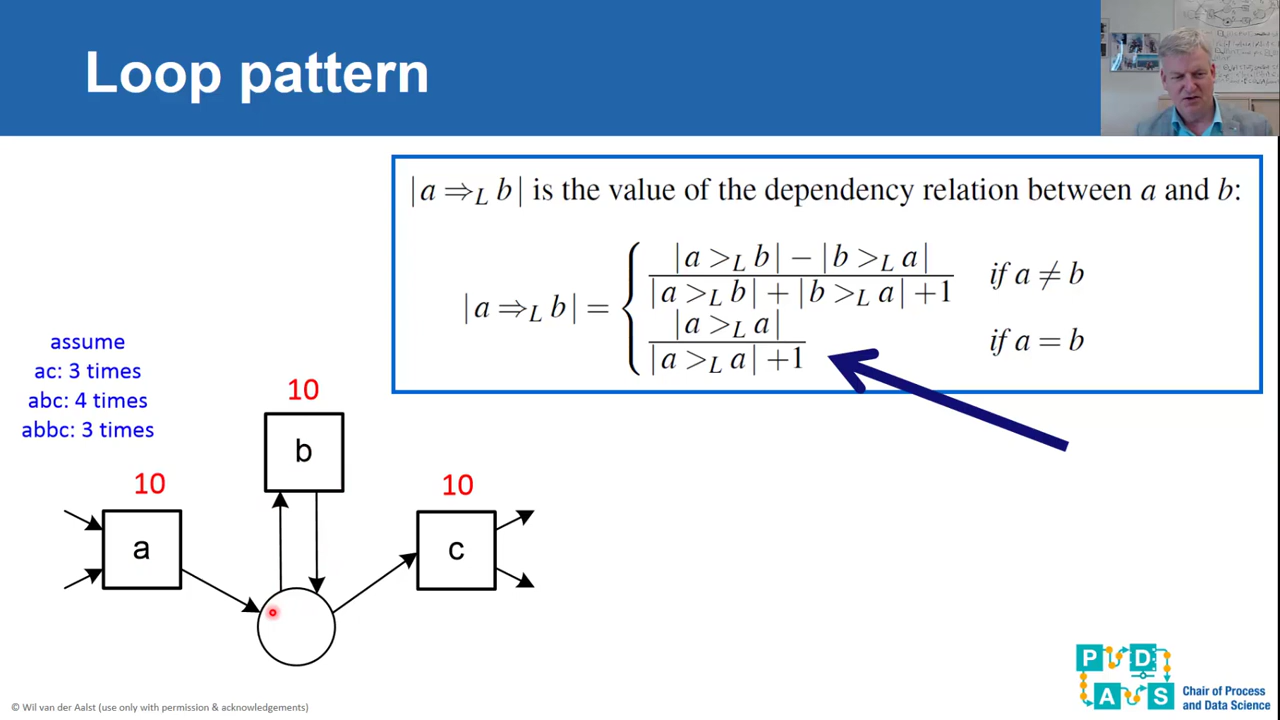 Loop pattern
|a ⇒L b| is the value of the dependency relation between a and b:
|a ⇒L b| = { (|a >L b| − |b >L a|) / (|a >L b| + |b >L a| + 1) if a ≠ b
|a >L a| / (|a >L a| + 1) if a = b
assume
ac: 3 times
abc: 4 times
abbc: 3 times
10
b
10
a
10
c
P D
A S
Chair of Process
and Data Science
© Wil van der Aalst (use only with permission & acknowledgements)